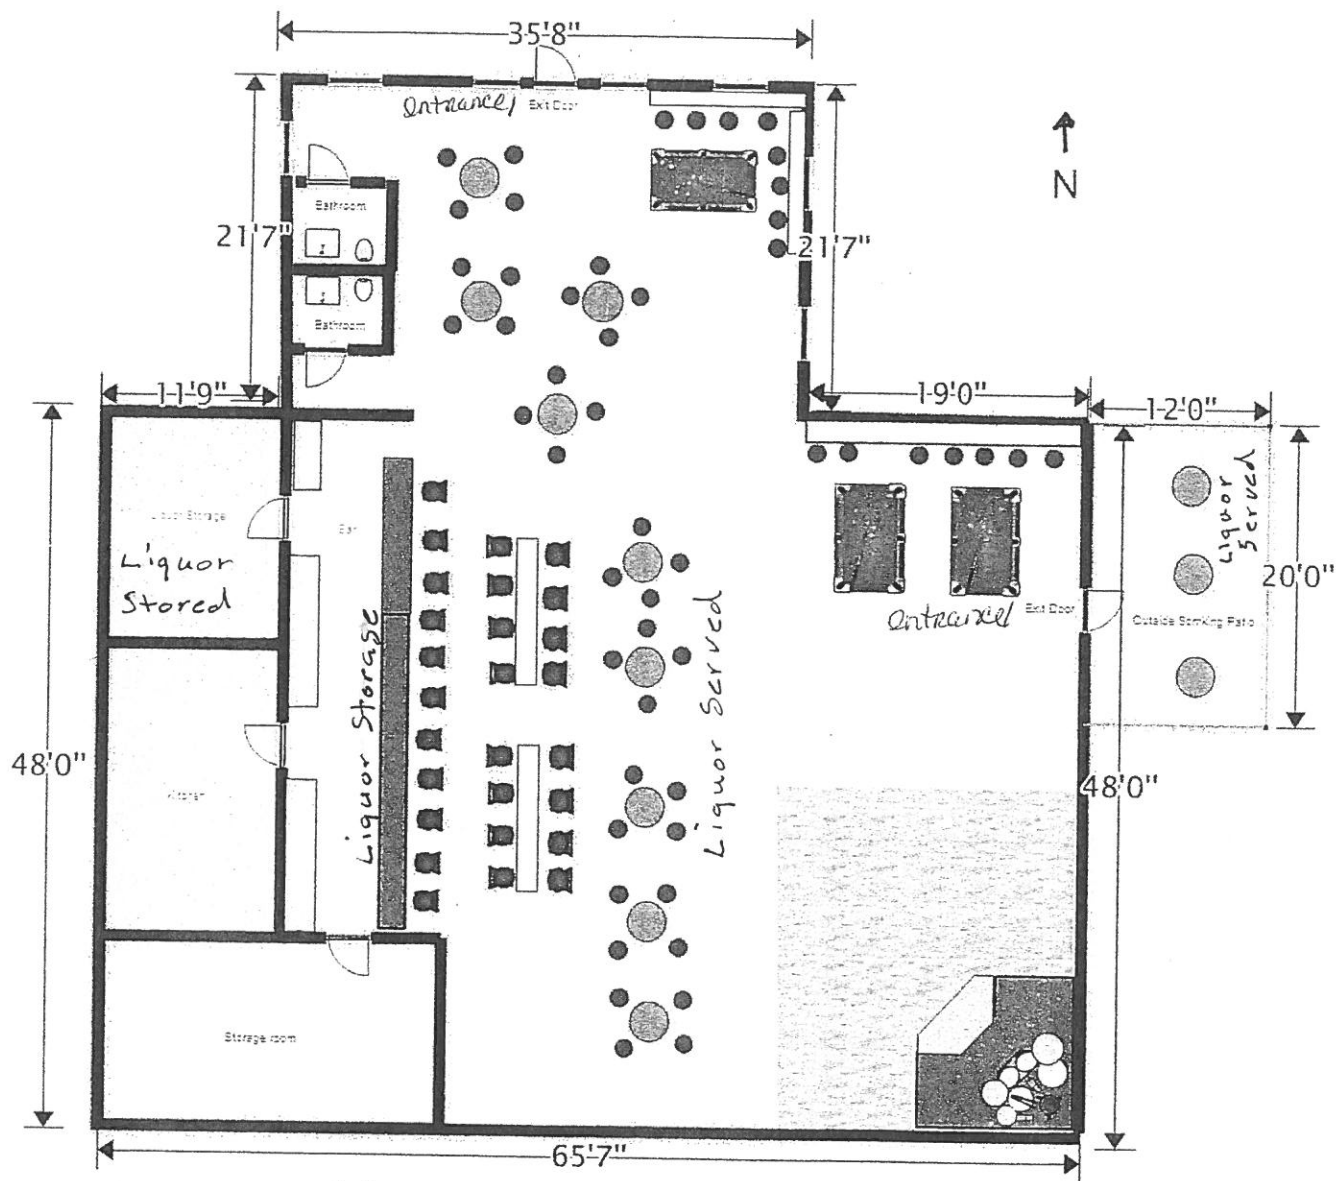 35'8"
entrance/ Exit Door
N
Bathroom
21'7"
21'7"
Bathroom
11'9"
19'0"
12'0"
Liquor Storage
Bar
Liquor
Stored
Liquor Storage
Liquor Served
Liquor
Served
20'0"
entrance/ Exit Door
Outside Somking Patio
48'0"
Kitchen
48'0"
Storage room
65'7"